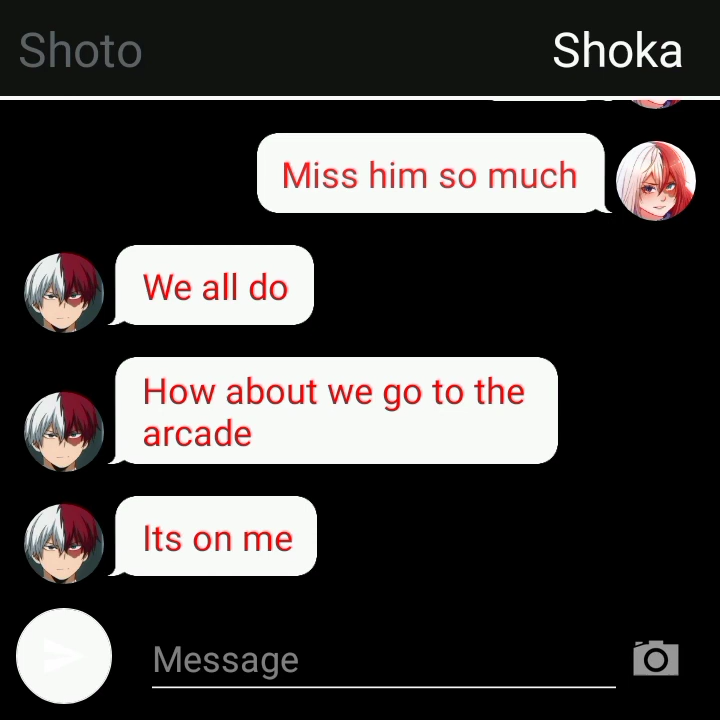 Shoto
Shoka
Miss him so much
We all do
How about we go to the
arcade
Its on me
Message